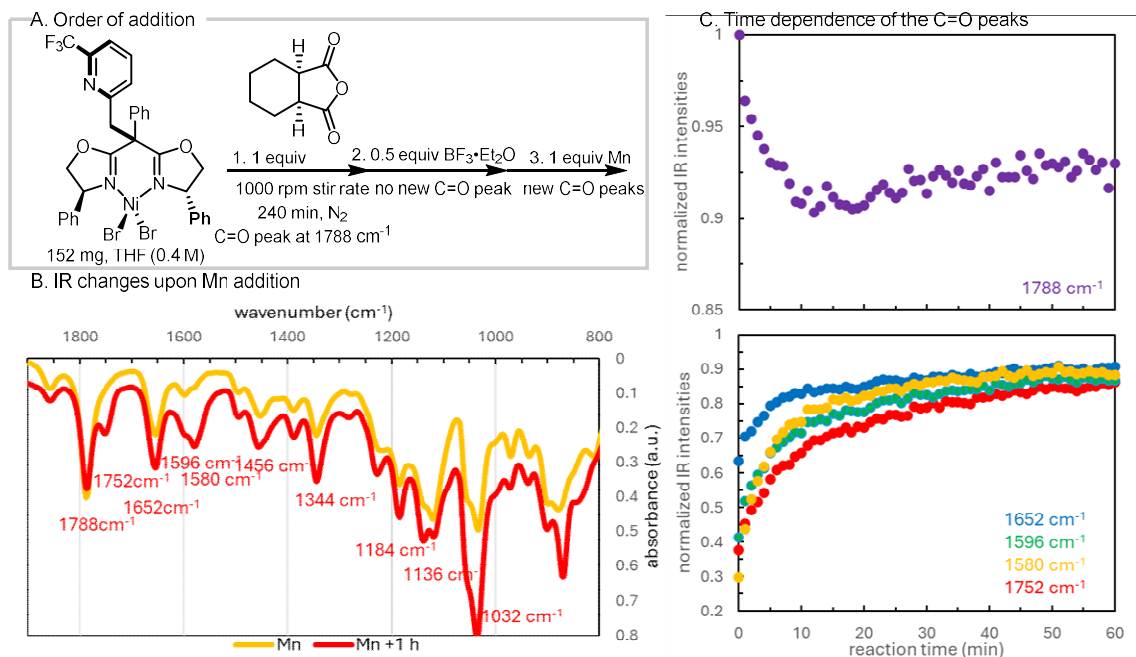 A. Order of addition
F₃C
N
Ph
O
O
N
N
Ni
Ph
Ph
Br
Br
152 mg, THF (0.4 M)
H
O
O
O
H
1. 1 equiv
1000 rpm stir rate
240 min, N₂
C=O peak at 1788 cm⁻¹
2. 0.5 equiv BF₃•Et₂O
no new C=O peak
3. 1 equiv Mn
new C=O peaks
B. IR changes upon Mn addition
wavenumber (cm⁻¹)
1800 1600 1400 1200 1000 800
0
0.1
0.2
0.3
0.4
0.5
0.6
0.7
0.8
absorbance (a.u.)
1788cm⁻¹
1752cm⁻¹
1652cm⁻¹
1596 cm⁻¹
1580 cm⁻¹
1456 cm⁻¹
1344 cm⁻¹
1184 cm⁻¹
1136 cm⁻¹
1032 cm⁻¹
Mn Mn +1 h
C. Time dependence of the C=O peaks
normalized IR intensities
1
0.95
0.9
0.85
1788 cm⁻¹
normalized IR intensities
1
0.9
0.8
0.7
0.6
0.5
0.4
0.3
0.2
1652 cm⁻¹
1596 cm⁻¹
1580 cm⁻¹
1752 cm⁻¹
0 10 20 30 40 50 60
reaction time (min)